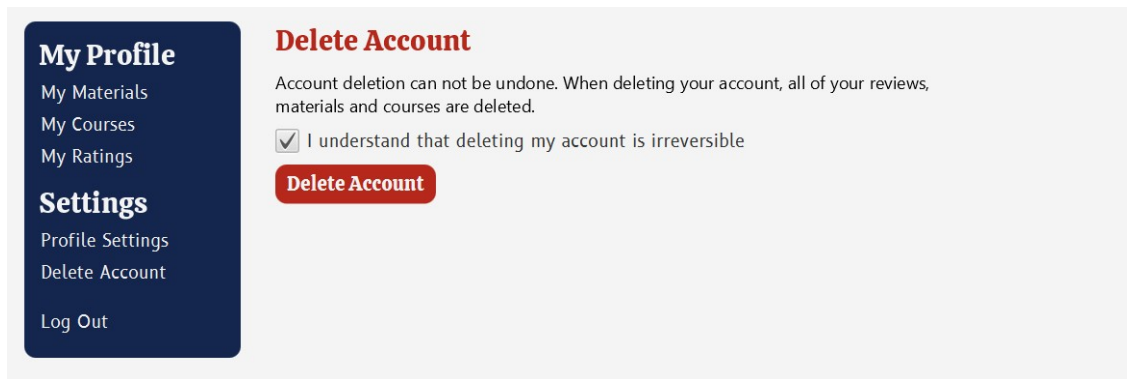 My Profile
My Materials
My Courses
My Ratings
Settings
Profile Settings
Delete Account
Log Out
Delete Account
Account deletion can not be undone. When deleting your account, all of your reviews,
materials and courses are deleted.
I understand that deleting my account is irreversible
Delete Account